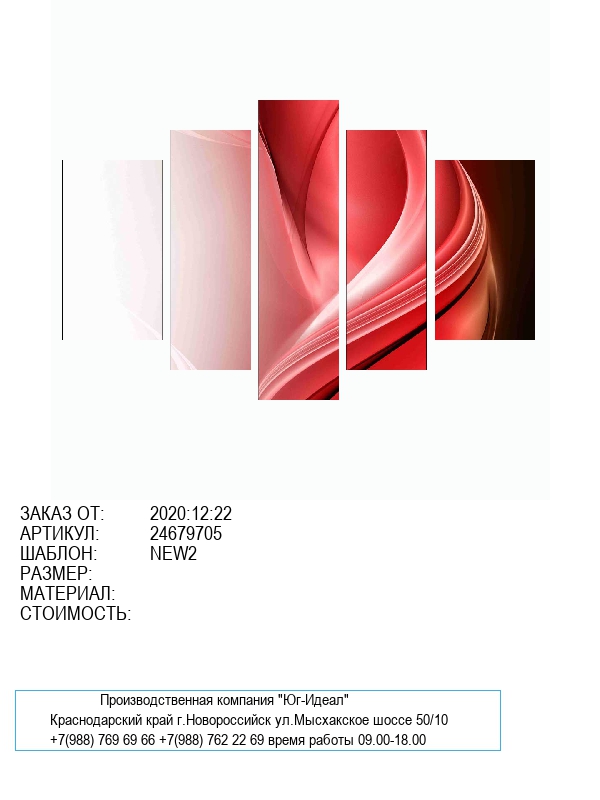 ЗАКАЗ ОТ: 2020:12:22
АРТИКУЛ: 24679705
ШАБЛОН: NEW2
РАЗМЕР:
МАТЕРИАЛ:
СТОИМОСТЬ:
Производственная компания "Юг-Идеал"
Краснодарский край г.Новороссийск ул.Мысхакское шоссе 50/10
+7(988) 769 69 66 +7(988) 762 22 69 время работы 09.00-18.00